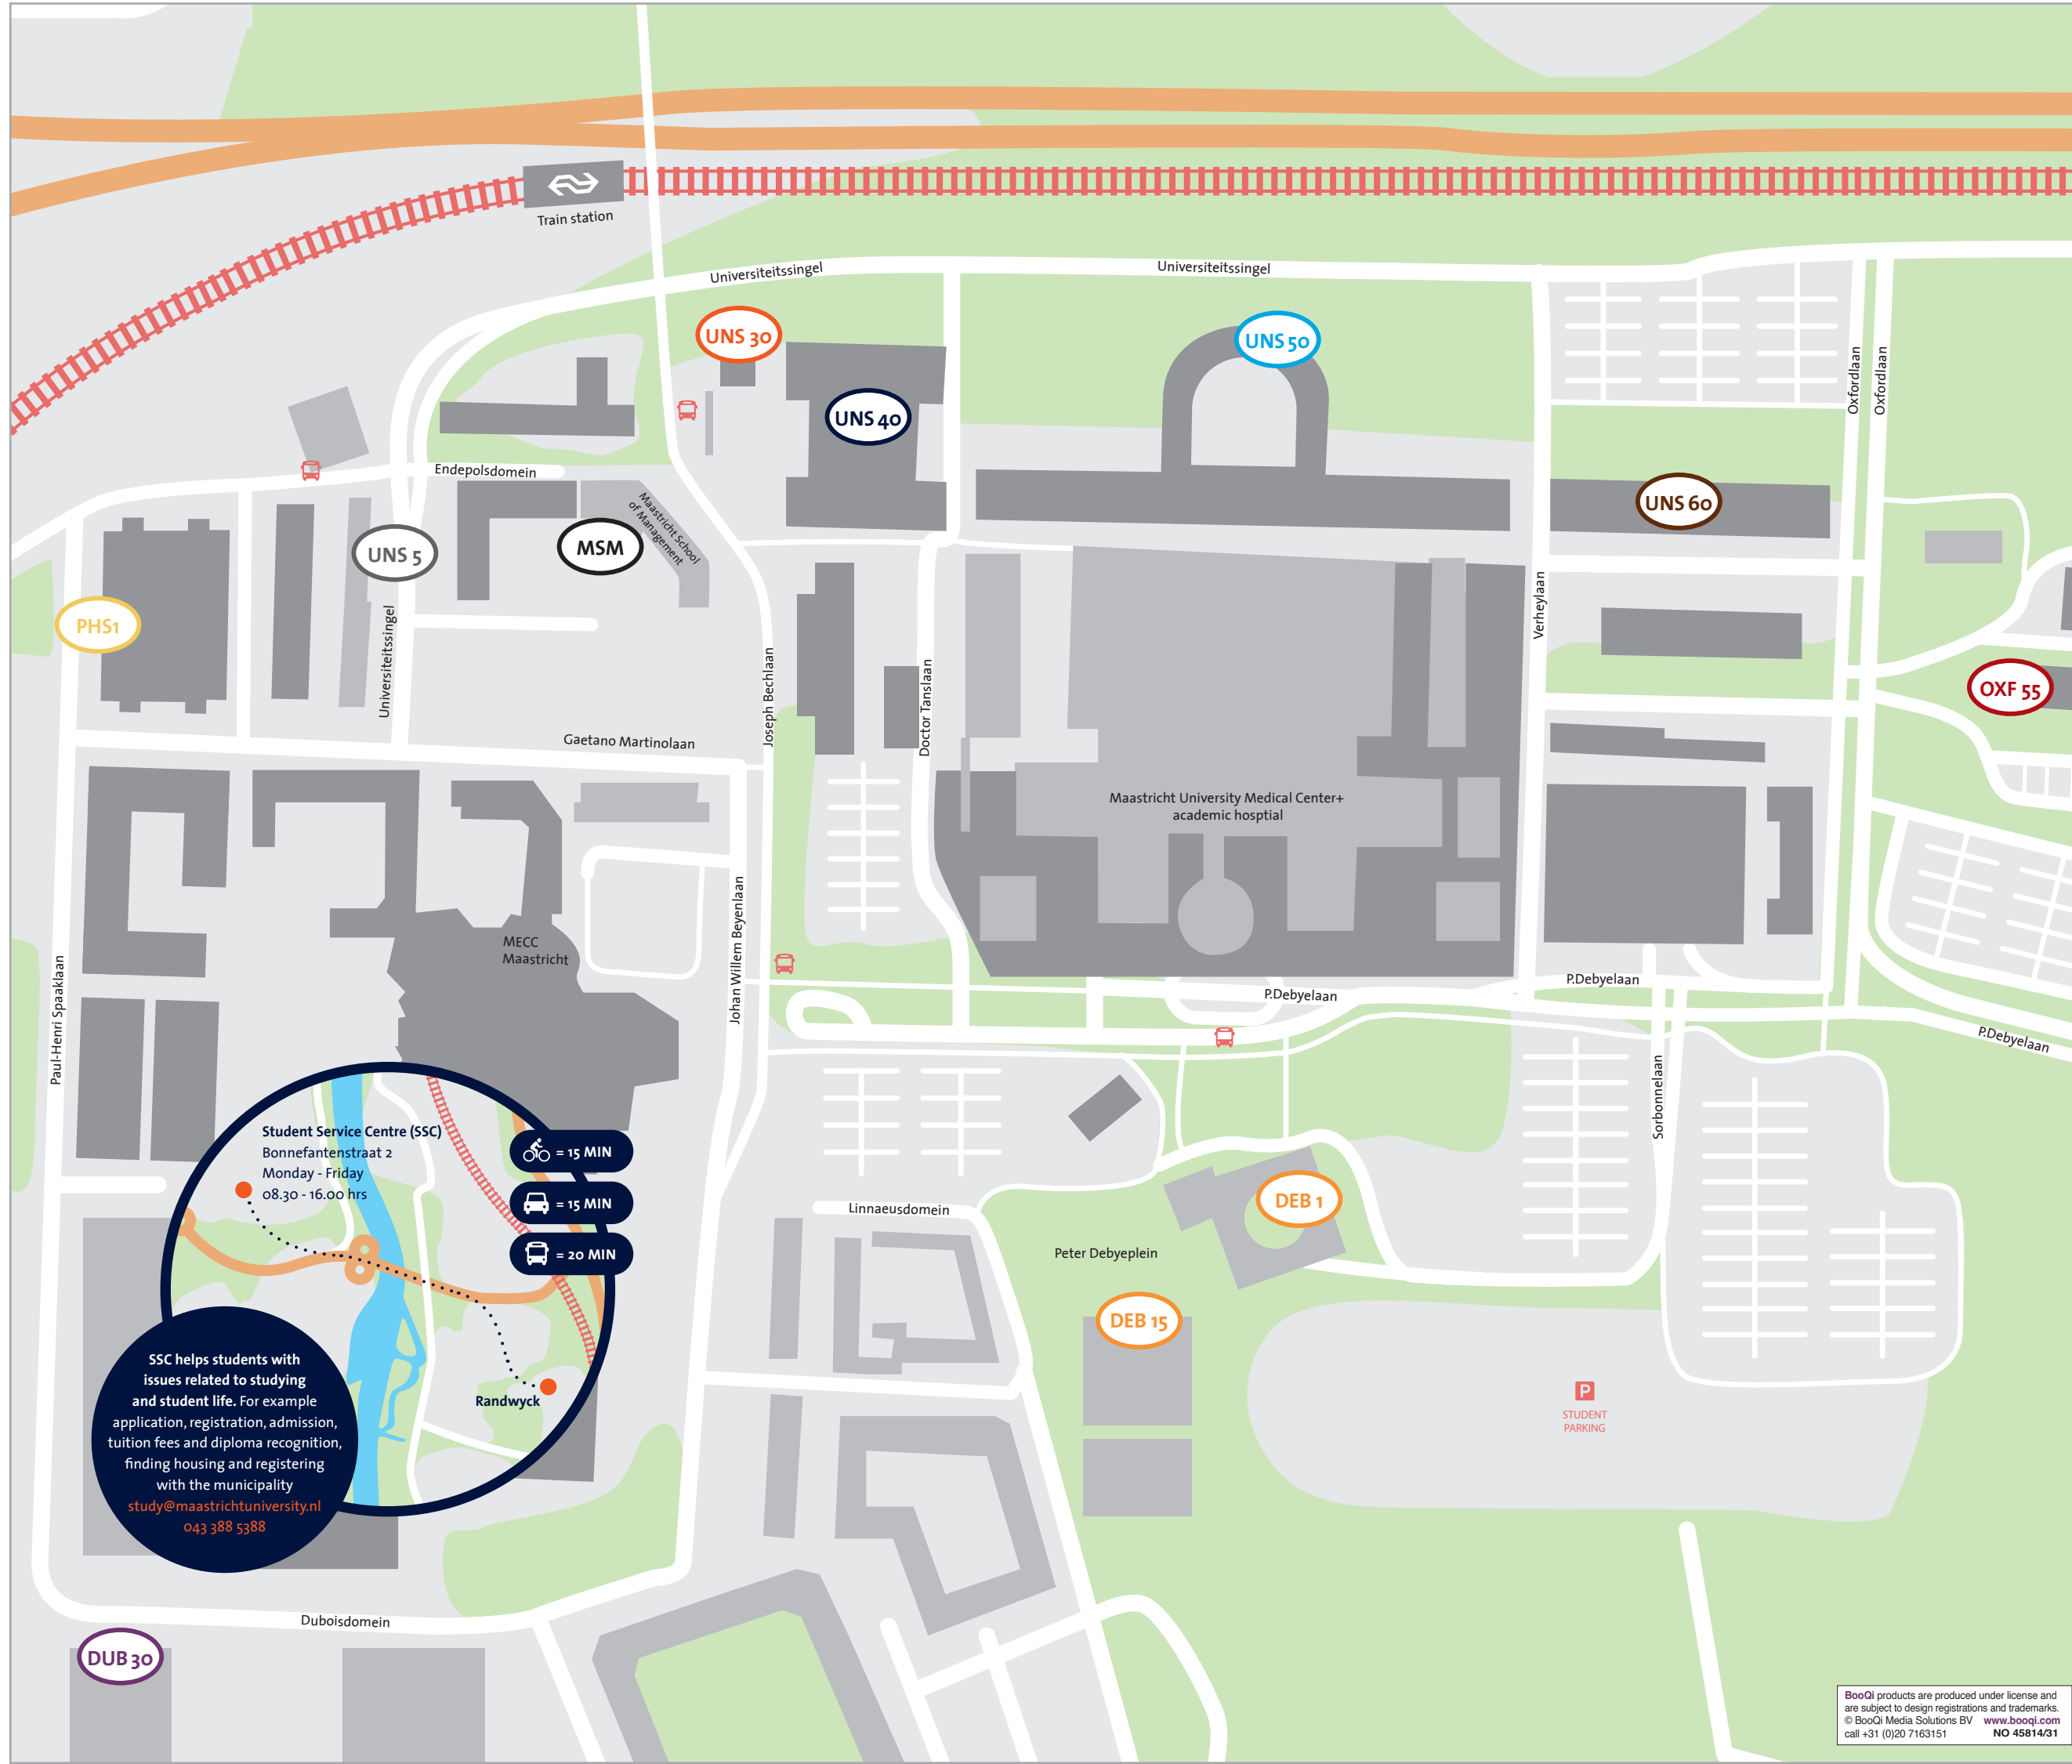 Train station
Universiteitssingel
Universiteitssingel
UNS 30
UNS 50
UNS 40
Oxfordlaan
Oxfordlaan
Endepolsdomein
UNS 60
Maastricht School
of Management
UNS 5
MSM
PHS1
Universiteitssingel
Verheylaan
OXF 55
Joseph Bechlaan
Doctor Tanslaan
Gaetano Martinolaan
Maastricht University Medical Center+
academic hosptial
MECC
Maastricht
Johan Willem Beyenlaan
Paul-Henri Spaaklaan
P.Debyelaan
P.Debyelaan
P.Debyelaan
Sorbonnelaan
Student Service Centre (SSC)
Bonnefantenstraat 2
Monday - Friday
08.30 - 16.00 hrs
= 15 MIN
= 15 MIN
= 20 MIN
Randwyck
SSC helps students with
issues related to studying
and student life. For example
application, registration, admission,
tuition fees and diploma recognition,
finding housing and registering
with the municipality
study@maastrichtuniversity.nl
043 388 5388
Linnaeusdomein
DEB 1
Peter Debyeplein
DEB 15
P
STUDENT
PARKING
Duboisdomein
DUB 30
BooQi products are produced under license and
are subject to design registrations and trademarks.
© BooQi Media Solutions BV www.booqi.com
call +31 (0)20 7163151 NO 45814/31